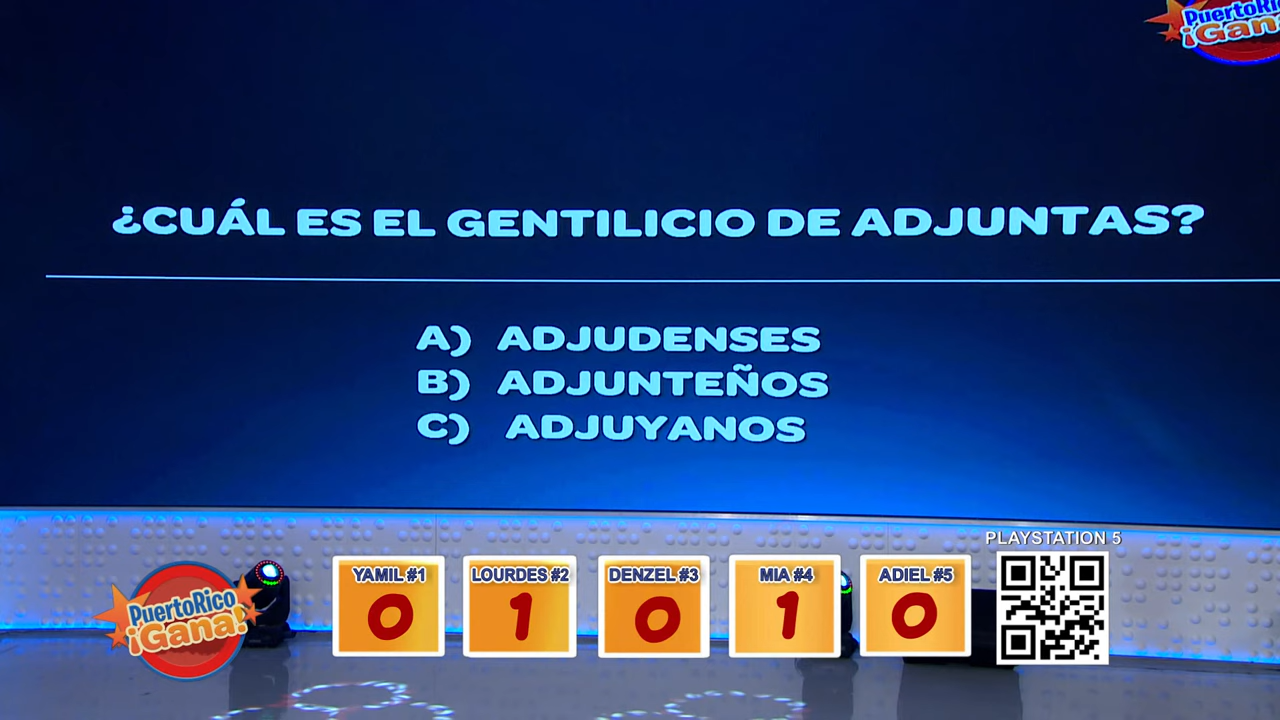 PuertoRico
¡Gana!
¿CUÁL ES EL GENTILICIO DE ADJUNTAS?
A) ADJUDENSES
B) ADJUNTEÑOS
C) ADJUYANOS
PLAYSTATION 5
YAMIL #1
LOURDES #2
DENZEL #3
MIA #4
ADIEL #5
0
1
0
1
0
PuertoRico
¡Gana!